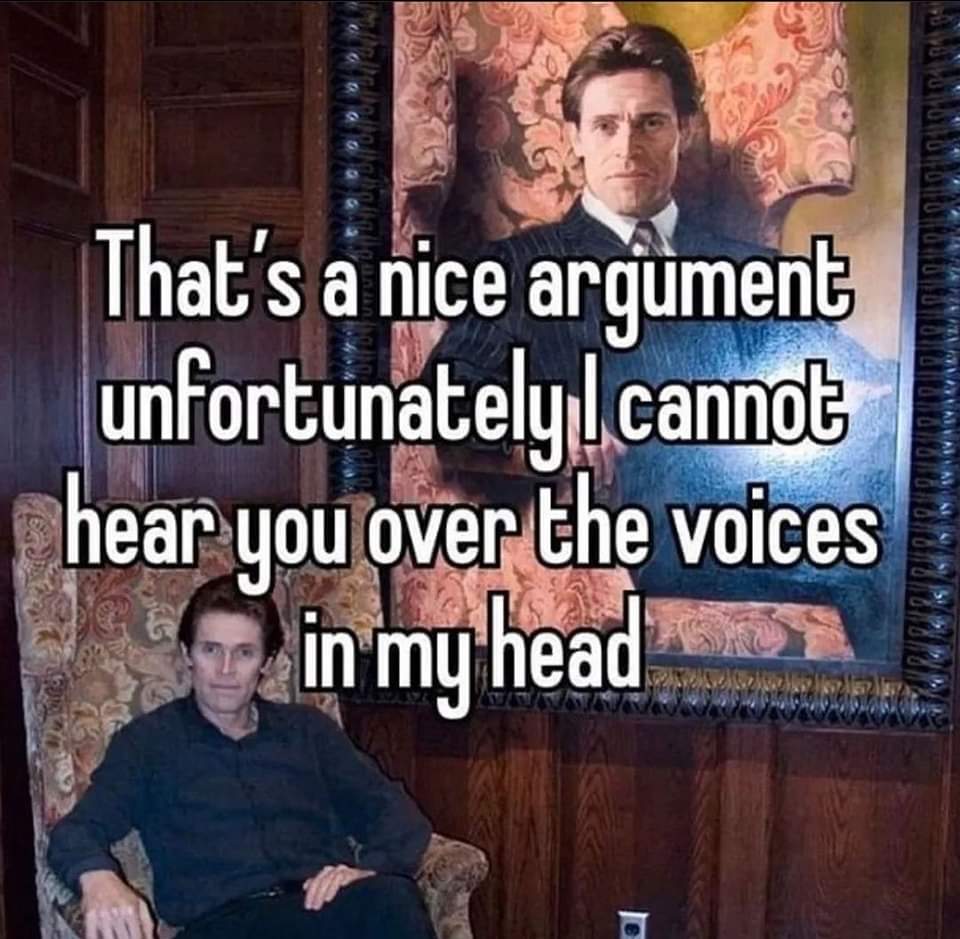 That's a nice argument
unfortunately I cannot
hear you over the voices
in my head